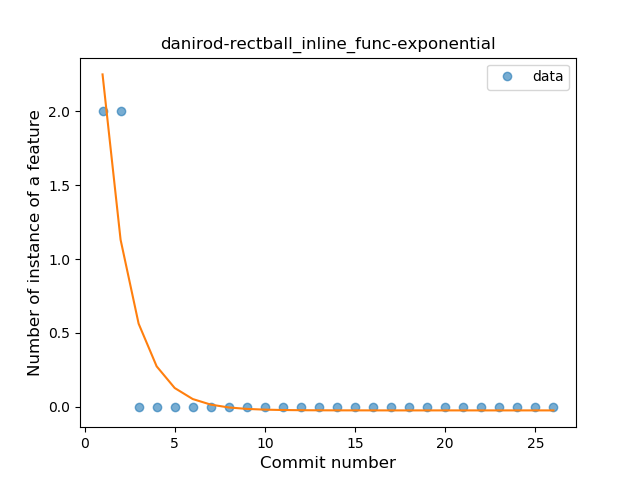 danirod-rectball_inline_func-exponential
data
Number of instance of a feature
2.0
1.5
1.0
0.5
0.0
0 5 10 15 20 25
Commit number